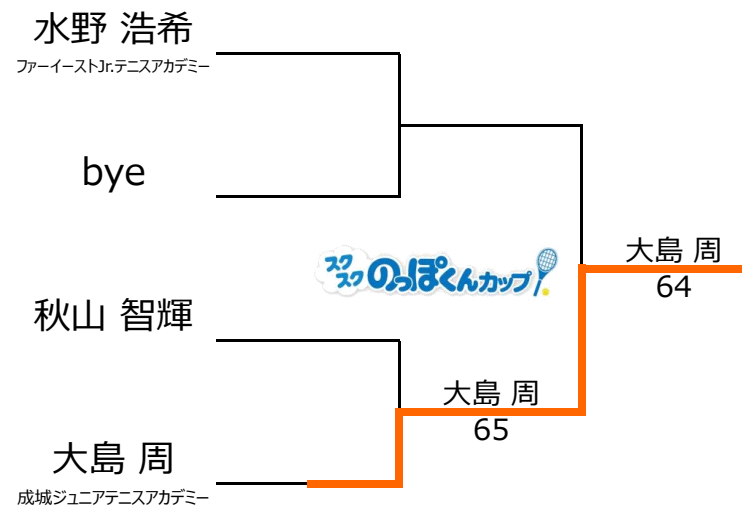 水野 浩希
ファーイーストJr.テニスアカデミー
bye
スクスク のっぽくんカップ
大島 周
64
秋山 智輝
大島 周
65
大島 周
成城ジュニアテニスアカデミー